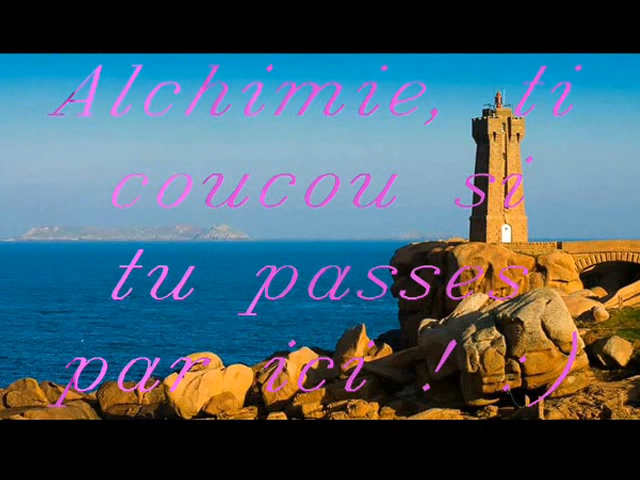 Alchimie, ti
coucou si
tu passes
par ici ! :)